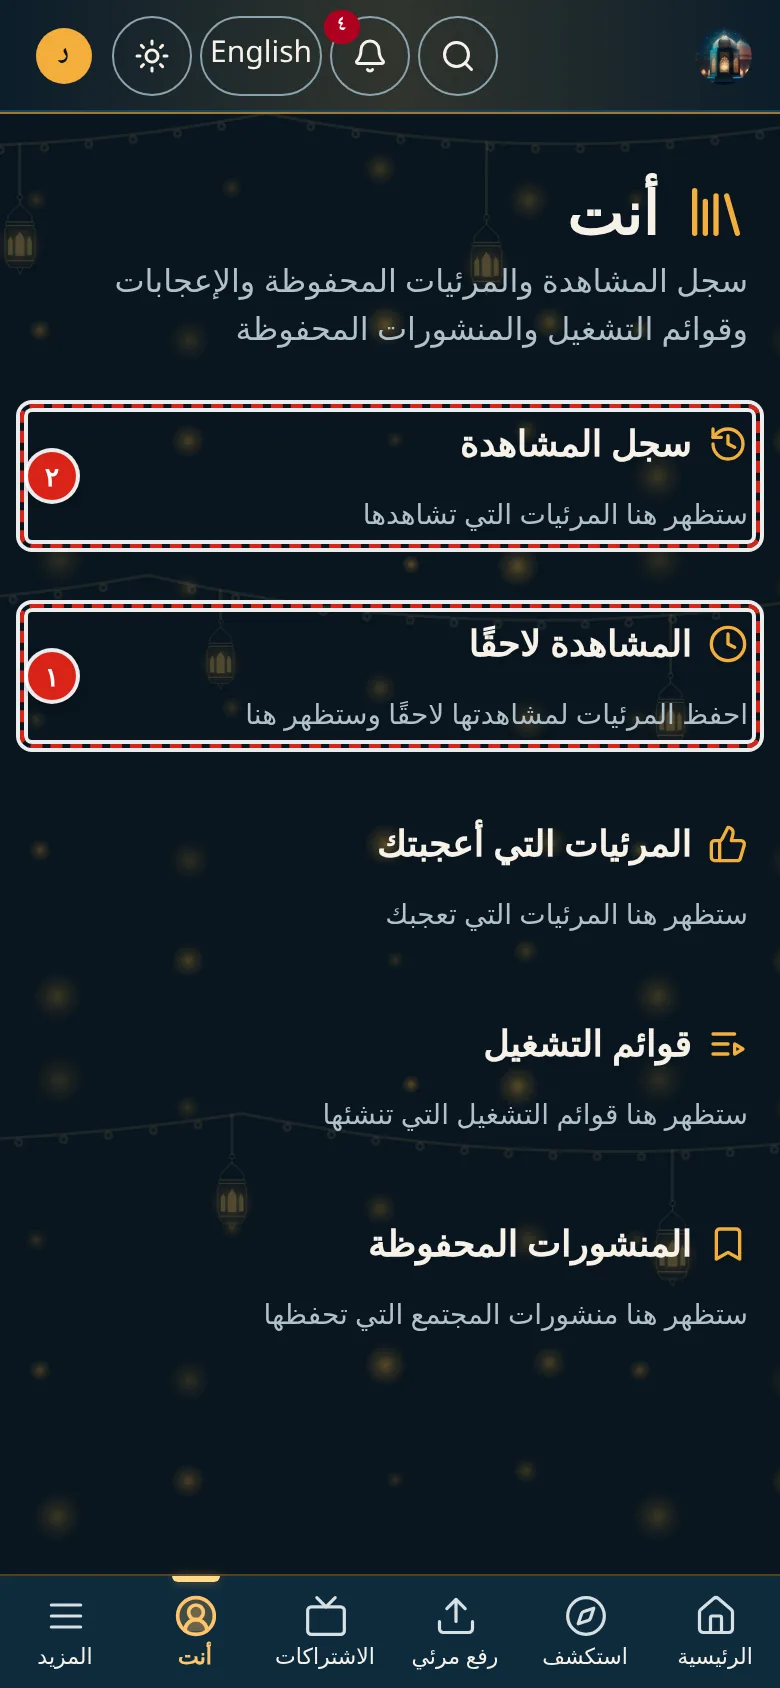 ر
English
٤
أنت
سجل المشاهدة والمرئيات المحفوظة والإعجابات
وقوائم التشغيل والمنشورات المحفوظة
سجل المشاهدة
٢
ستظهر هنا المرئيات التي تشاهدها
المشاهدة لاحقًا
١
احفظ المرئيات لمشاهدتها لاحقًا وستظهر هنا
المرئيات التي أعجبتك
ستظهر هنا المرئيات التي تعجبك
قوائم التشغيل
ستظهر هنا قوائم التشغيل التي تنشئها
المنشورات المحفوظة
ستظهر هنا منشورات المجتمع التي تحفظها
الرئيسية
استكشف
رفع مرئي
الاشتراكات
أنت
المزيد